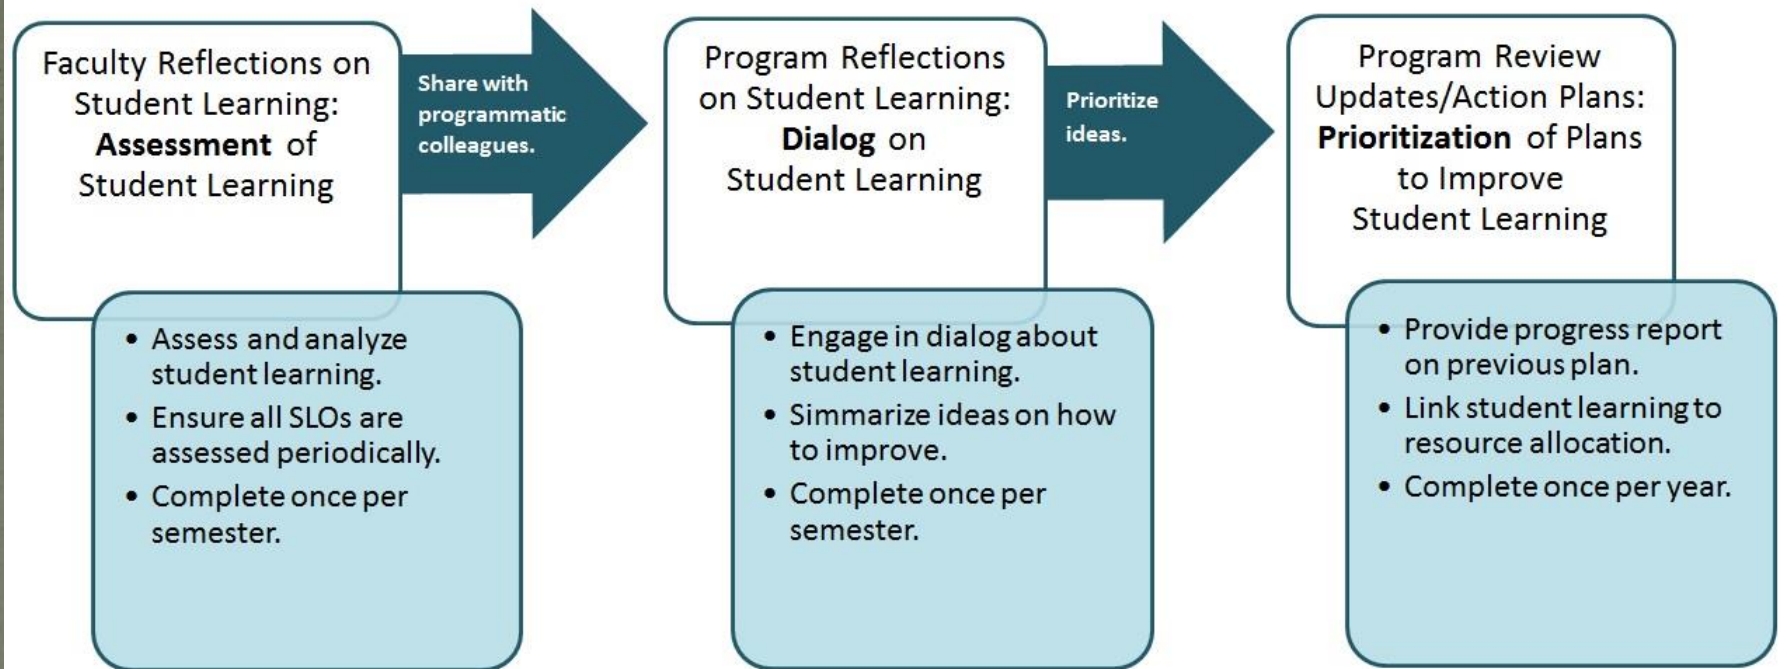 Faculty Reflections on
Student Learning:
Assessment of
Student Learning
Share with
programmatic
colleagues.
Program Reflections
on Student Learning:
Dialog on
Student Learning
Prioritize
ideas.
Program Review
Updates/Action Plans:
Prioritization of Plans
to Improve
Student Learning
• Assess and analyze
student learning.
• Ensure all SLOs are
assessed periodically.
• Complete once per
semester.
• Engage in dialog about
student learning.
• Simmarize ideas on how
to improve.
• Complete once per
semester.
• Provide progress report
on previous plan.
• Link student learning to
resource allocation.
• Complete once per year.